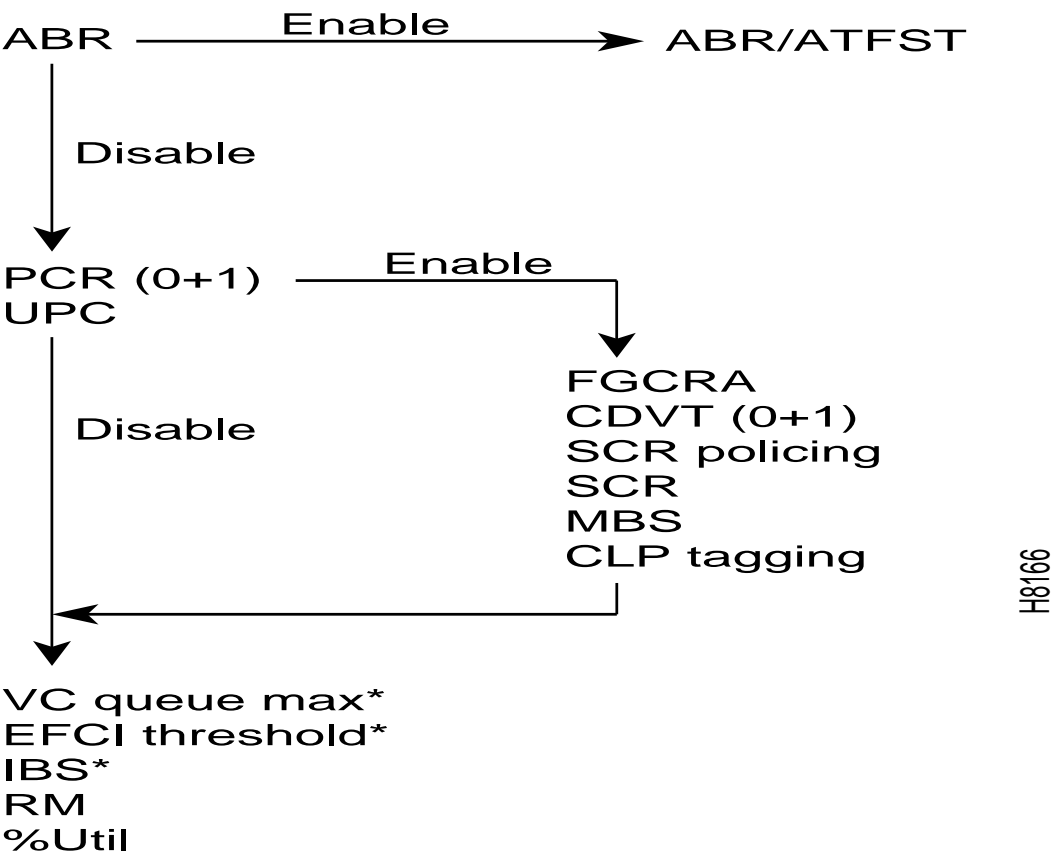 ABR
Enable
ABR/ATFST
Disable
PCR (0+1)
UPC
Enable
FGCRA
CDVT (0+1)
SCR policing
SCR
MBS
CLP tagging
Disable
VC queue max*
EFCI threshold*
IBS*
RM
%Util
H8166